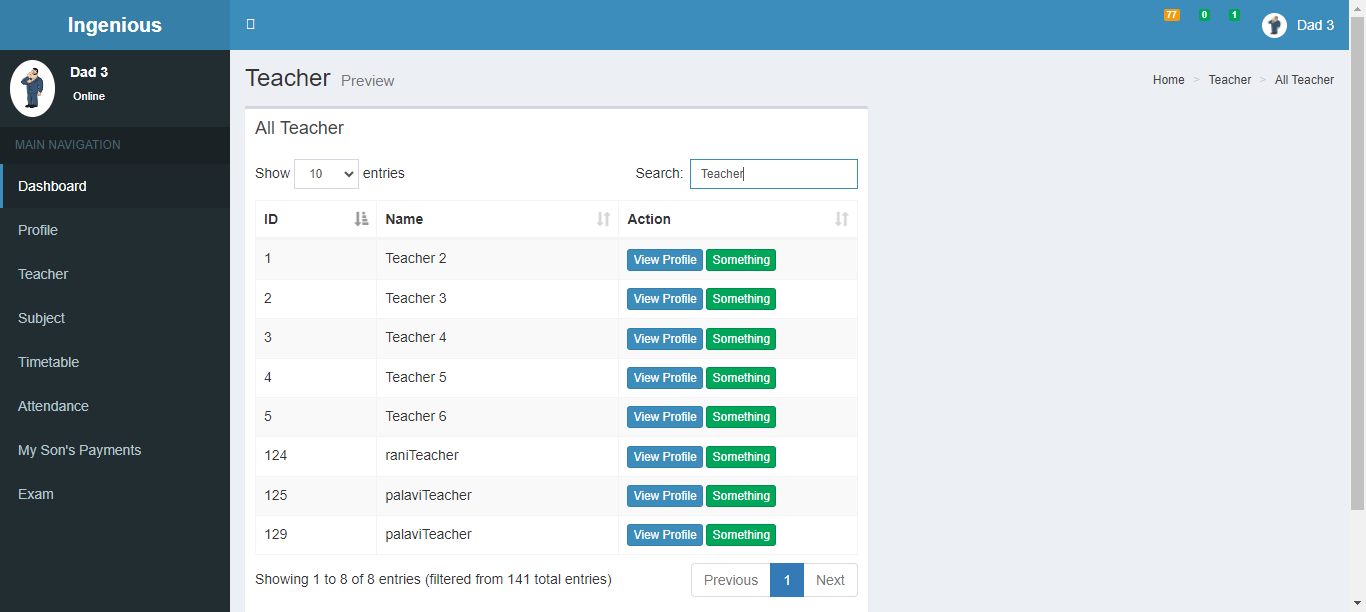 Ingenious
77 0 1 Dad 3
Dad 3
Online
MAIN NAVIGATION
Dashboard
Profile
Teacher
Subject
Timetable
Attendance
My Son's Payments
Exam
Teacher Preview
Home > Teacher > All Teacher
All Teacher
Show 10 entries Search: Teacher
ID Name Action
1 Teacher 2 View Profile Something
2 Teacher 3 View Profile Something
3 Teacher 4 View Profile Something
4 Teacher 5 View Profile Something
5 Teacher 6 View Profile Something
124 raniTeacher View Profile Something
125 palaviTeacher View Profile Something
129 palaviTeacher View Profile Something
Showing 1 to 8 of 8 entries (filtered from 141 total entries) Previous 1 Next